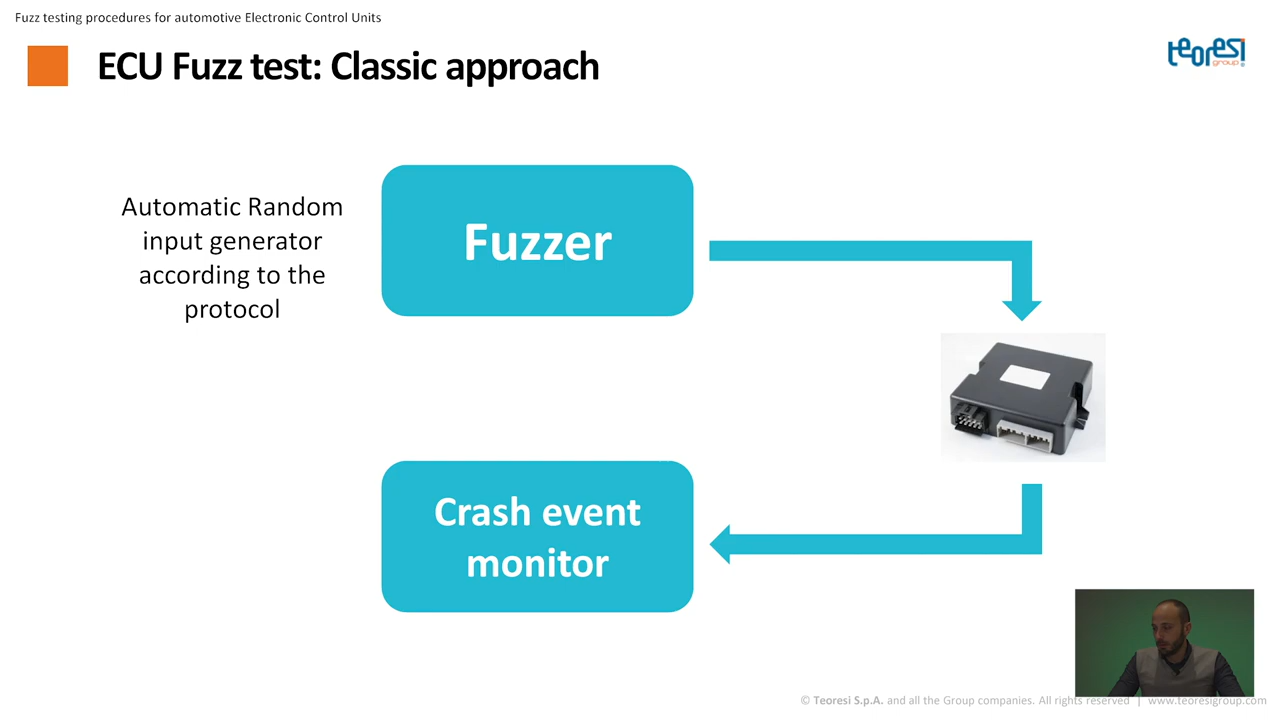 Fuzz testing procedures for automotive Electronic Control Units
ECU Fuzz test: Classic approach
teoresi
group
Automatic Random
input generator
according to the
protocol
Fuzzer
Crash event
monitor
© Teoresi S.p.A. and all the Group companies. All rights reserved | www.teoresigroup.com